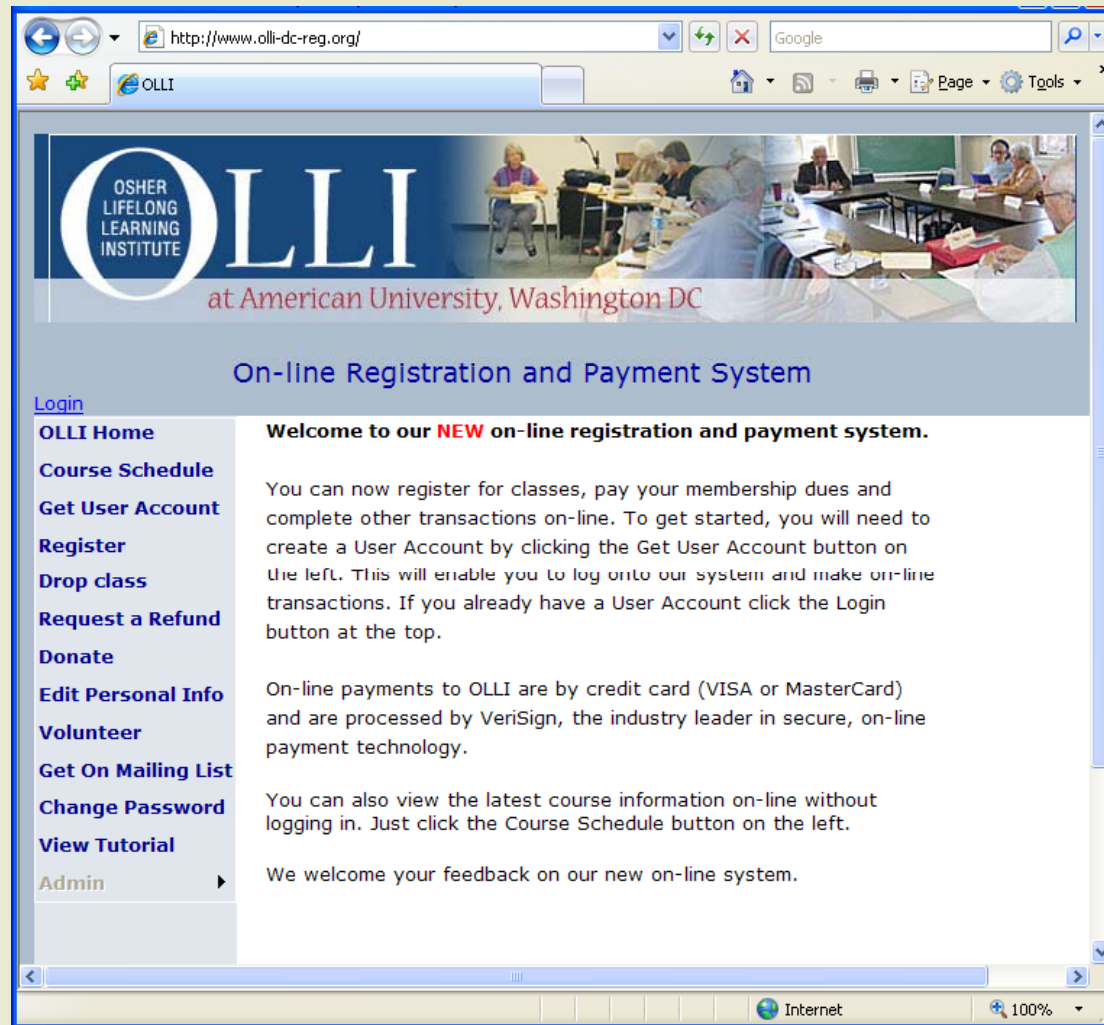 http://www.olli-dc-reg.org/
Google
OLLI
Page
Tools
OSHER
LIFELONG
LEARNING
INSTITUTE
OLLI
at American University, Washington DC
On-line Registration and Payment System
Login
OLLI Home
Course Schedule
Get User Account
Register
Drop class
Request a Refund
Donate
Edit Personal Info
Volunteer
Get On Mailing List
Change Password
View Tutorial
Admin
Welcome to our NEW on-line registration and payment system.
You can now register for classes, pay your membership dues and
complete other transactions on-line. To get started, you will need to
create a User Account by clicking the Get User Account button on
the left. This will enable you to log onto our system and make on-line
transactions. If you already have a User Account click the Login
button at the top.
On-line payments to OLLI are by credit card (VISA or MasterCard)
and are processed by VeriSign, the industry leader in secure, on-line
payment technology.
You can also view the latest course information on-line without
logging in. Just click the Course Schedule button on the left.
We welcome your feedback on our new on-line system.
Internet
100%